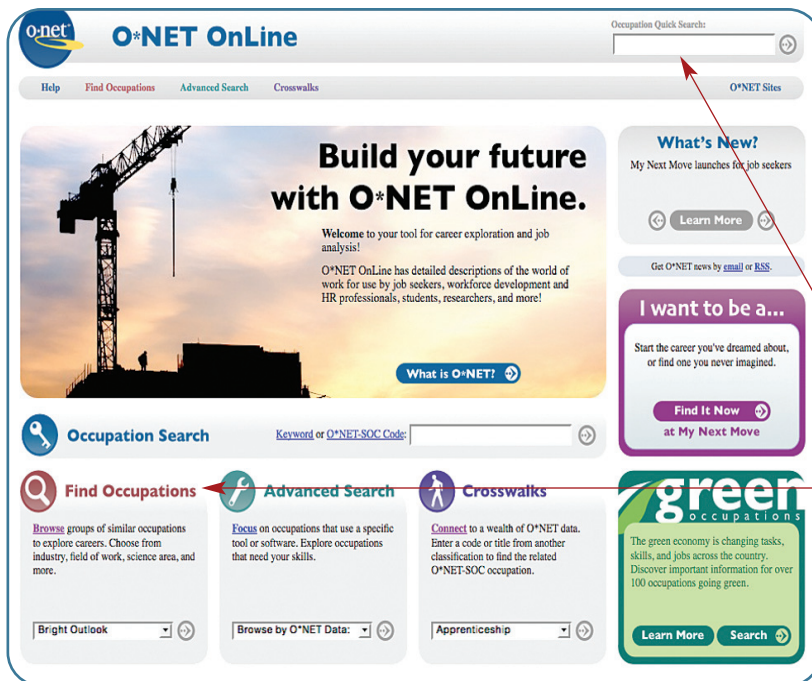 o*net
O*NET OnLine
Occupation Quick Search:
Help Find Occupations Advanced Search Crosswalks O*NET Sites
Build your future
with O*NET OnLine.
Welcome to your tool for career exploration and job
analysis!
O*NET OnLine has detailed descriptions of the world of
work for use by job seekers, workforce development and
HR professionals, students, researchers, and more!
What is O*NET?
What's New?
My Next Move launches for job seekers
Learn More
Get O*NET news by email or RSS.
I want to be a...
Start the career you've dreamed about,
or find one you never imagined.
Find It Now
at My Next Move
Occupation Search Keyword or O*NET-SOC Code:
Find Occupations
Browse groups of similar occupations
to explore careers. Choose from
industry, field of work, science area, and
more.
Bright Outlook
Advanced Search
Focus on occupations that use a specific
tool or software. Explore occupations
that need your skills.
Browse by O*NET Data:
Crosswalks
Connect to a wealth of O*NET data.
Enter a code or title from another
classification to find the related
O*NET-SOC occupation.
Apprenticeship
green
occupations
The green economy is changing tasks,
skills, and jobs across the country.
Discover important information for over
100 occupations going green.
Learn More Search